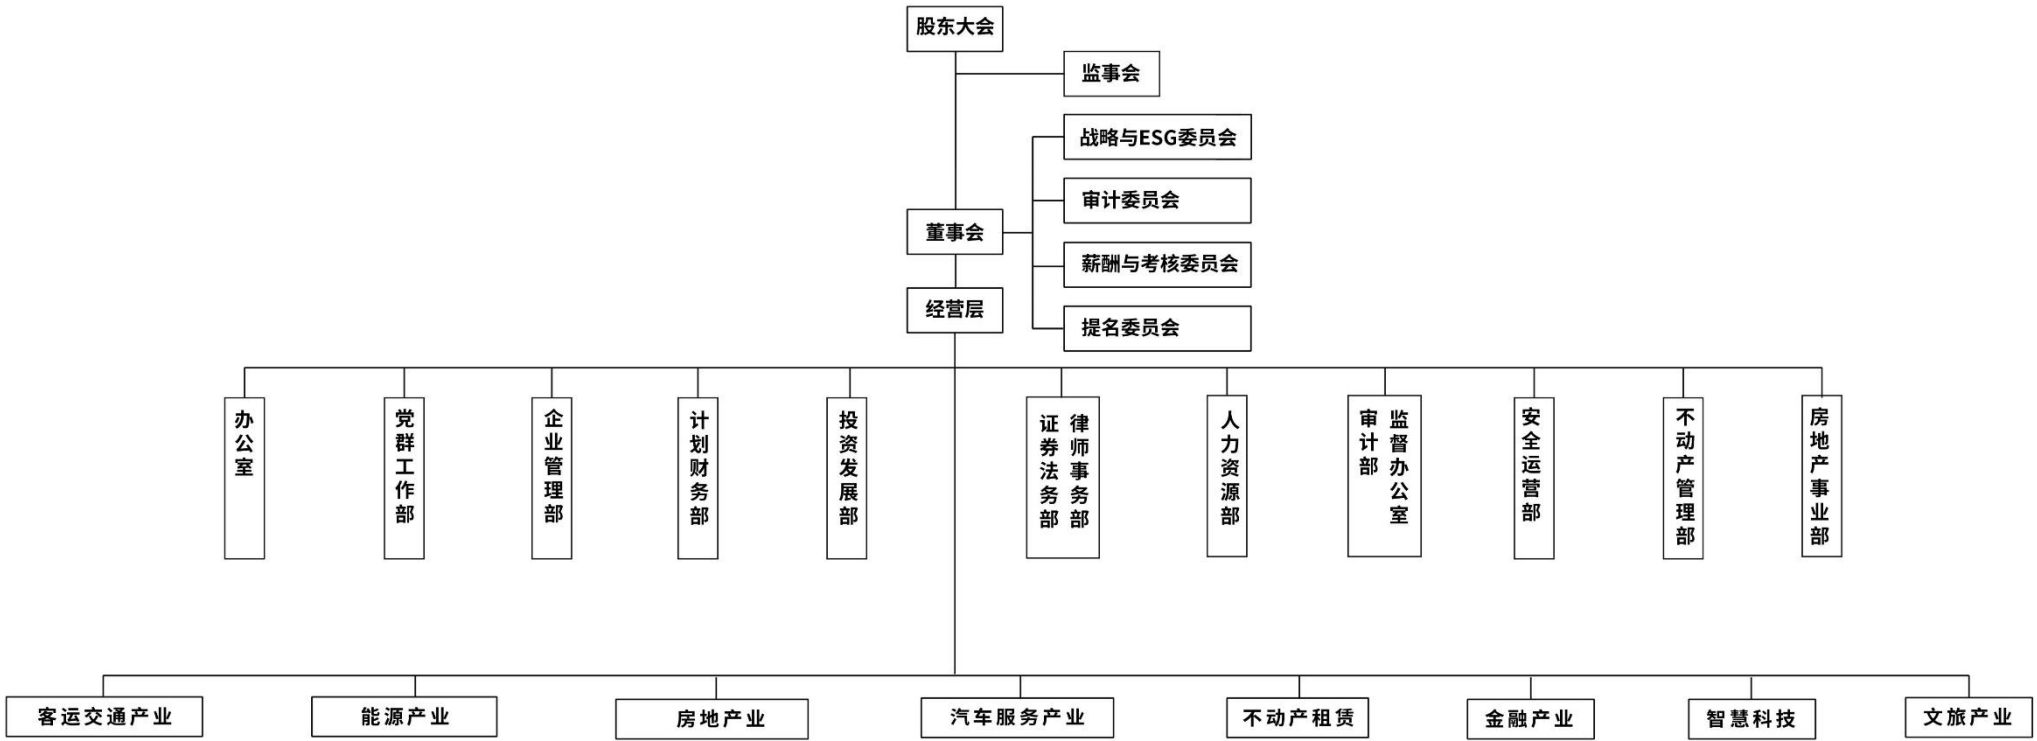 股东大会
监事会
战略与ESG委员会
审计委员会
董事会
薪酬与考核委员会
经营层
提名委员会
办公室
党群工作部
企业管理部
计划财务部
投资发展部
证券法务部
律师事务部
人力资源部
审计部
监督办公室
安全运营部
不动产管理部
房地产事业部
客运交通产业
能源产业
房地产业
汽车服务产业
不动产租赁
金融产业
智慧科技
文旅产业